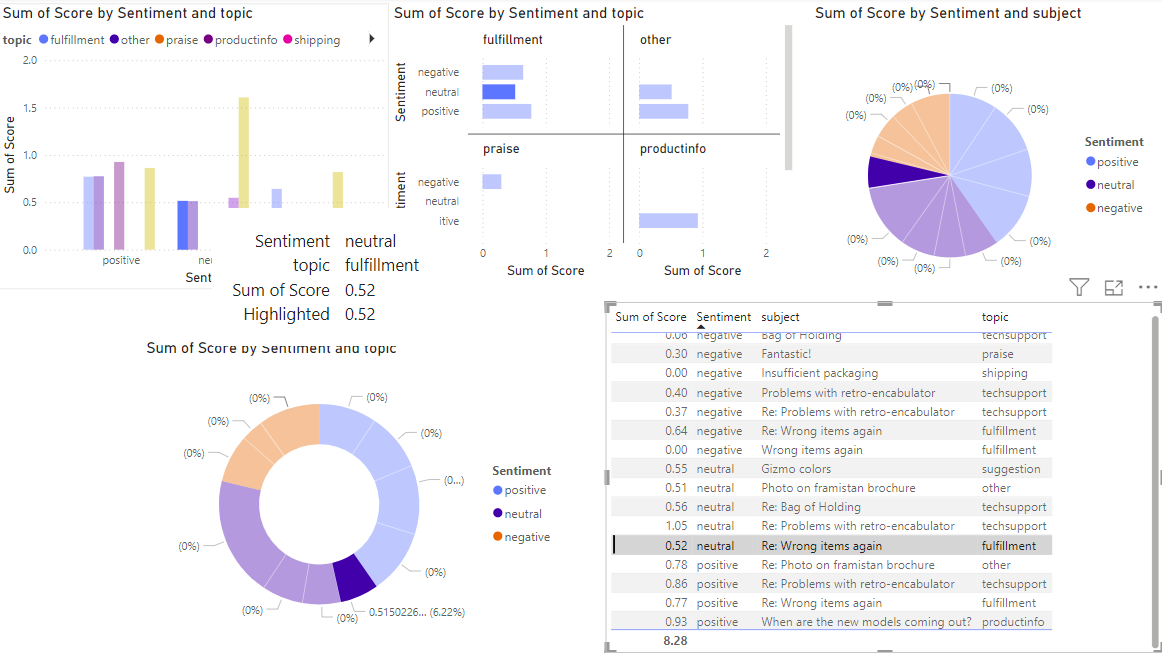 Sum of Score by Sentiment and topic
topic fulfillment other praise productinfo shipping
2.0
1.5
1.0
0.5
0.0
Sum of Score
positive
neu
Sent
Sum of Score by Sentiment and topic
fulfillment
other
Sentiment
negative
neutral
positive
praise
productinfo
timent
negative
neutral
itive
0 1 2 0 1 2
Sum of Score Sum of Score
Sum of Score by Sentiment and subject
(0%)
(0%)
(0%)
(0%)
(0%)
(0%)
(0%)
(0%)
(0%)
(0%)
(0%)
Sentiment
positive
neutral
negative
Sentiment neutral
topic fulfillment
Sum of Score 0.52
Highlighted 0.52
Sum of Score by Sentiment and topic
(0%)
(0%)
(0%)
(0%)
(0%)
(0...)
(0%)
(0%)
(0%)
(0%)
0.5150226... (6.22%)
Sentiment
positive
neutral
negative
Sum of Score Sentiment subject topic
0.06 negative Bag of Holding techsupport
0.30 negative Fantastic! praise
0.00 negative Insufficient packaging shipping
0.40 negative Problems with retro-encabulator techsupport
0.37 negative Re: Problems with retro-encabulator techsupport
0.64 negative Re: Wrong items again fulfillment
0.00 negative Wrong items again fulfillment
0.55 neutral Gizmo colors suggestion
0.51 neutral Photo on framistan brochure other
0.56 neutral Re: Bag of Holding techsupport
1.05 neutral Re: Problems with retro-encabulator techsupport
0.52 neutral Re: Wrong items again fulfillment
0.78 positive Re: Photo on framistan brochure other
0.86 positive Re: Problems with retro-encabulator techsupport
0.77 positive Re: Wrong items again fulfillment
0.93 positive When are the new models coming out? productinfo
8.28